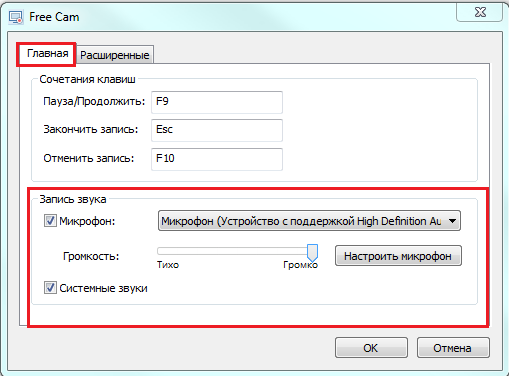 Free Cam
Главная Расширенные
Сочетания клавиш
Пауза/Продолжить: F9
Закончить запись: Esc
Отменить запись: F10
Запись звука
Микрофон: Микрофон (Устройство с поддержкой High Definition Au
Громкость: Тихо Громко Настроить микрофон
Системные звуки
OK Отмена